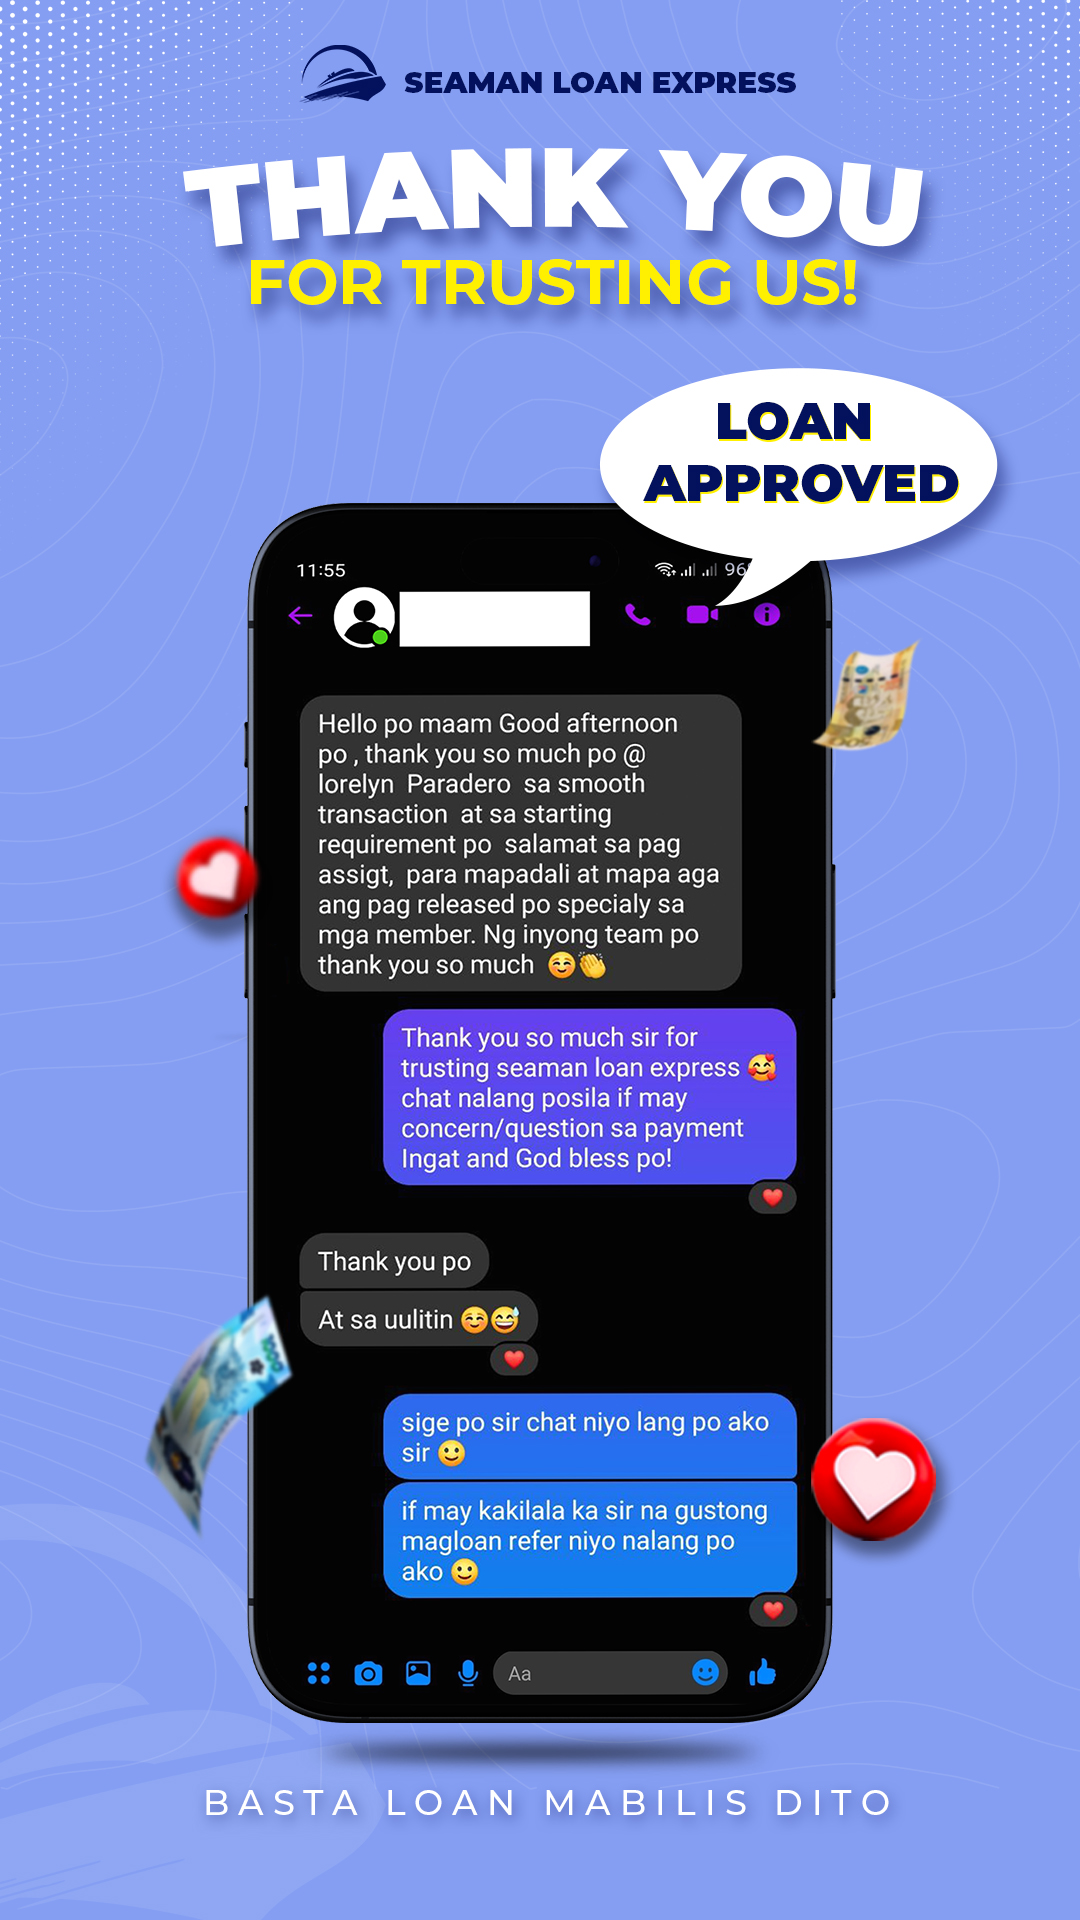 SEAMAN LOAN EXPRESS
THANK YOU
FOR TRUSTING US!
LOAN
APPROVED
11:55
96
Hello po maam Good afternoon
po , thank you so much po @
lorelyn Paradero sa smooth
transaction at sa starting
requirement po salamat sa pag
assigt, para mapadali at mapa aga
ang pag released po specialy sa
mga member. Ng inyong team po
thank you so much ☺️👏
Thank you so much sir for
trusting seaman loan express 🥰
chat nalang posila if may
concern/question sa payment
Ingat and God bless po!
Thank you po
At sa uulitin ☺️😅
sige po sir chat niyo lang po ako
sir 🙂
if may kakilala ka sir na gustong
magloan refer niyo nalang po
ako 🙂
Aa
BASTA LOAN MABILIS DITO